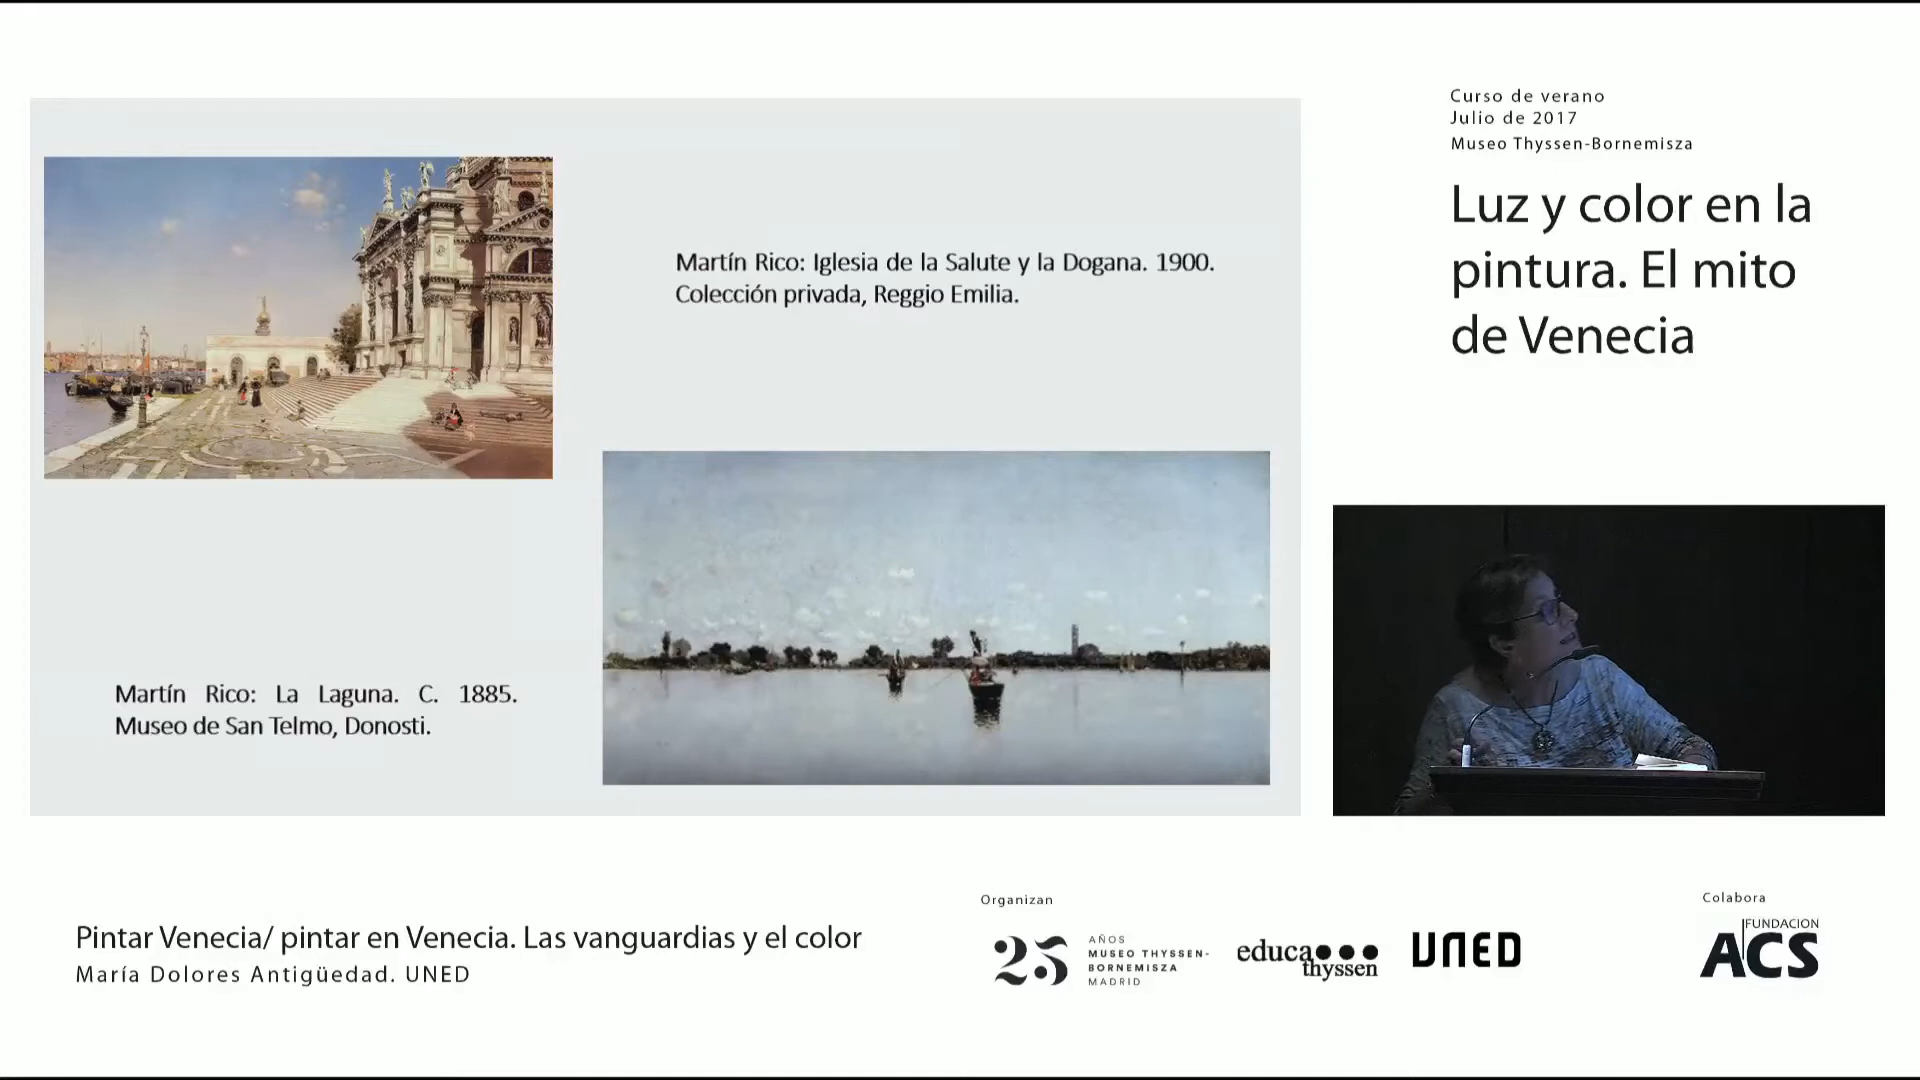 Curso de verano
Julio de 2017
Museo Thyssen-Bornemisza
Luz y color en la
pintura. El mito
de Venecia
Martín Rico: Iglesia de la Salute y la Dogana. 1900.
Colección privada, Reggio Emilia.
Martín Rico: La Laguna. C. 1885.
Museo de San Telmo, Donosti.
Pintar Venecia/ pintar en Venecia. Las vanguardias y el color
María Dolores Antigüedad. UNED
Organizan
25
AÑOS
MUSEO THYSSEN-
BORNEMISZA
MADRID
educa
thyssen
UNED
Colabora
FUNDACION
ACS